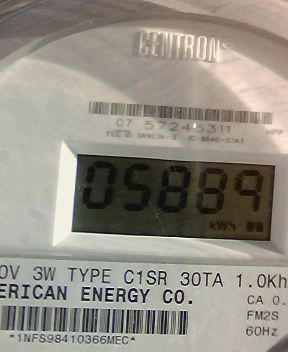 CENTRON
07 57245311
05889
kWh
0V 3W TYPE C1SR 30TA 1.0Kh
ERICAN ENERGY CO. CA 0.
FM2S
60Hz
*1NFS98410366MEC*